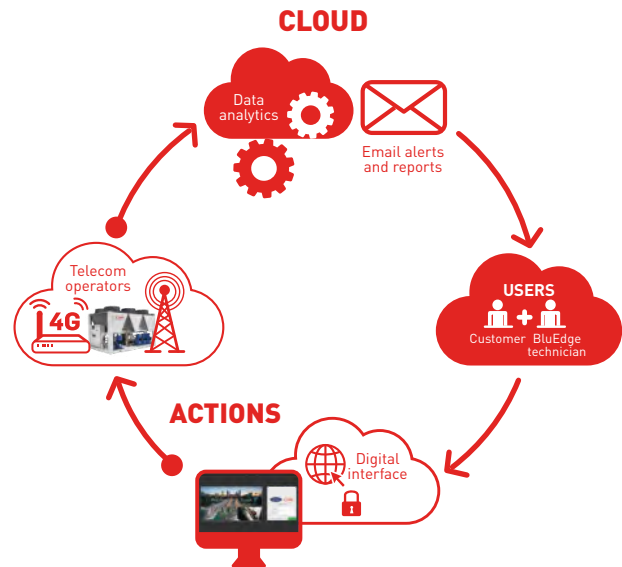 CLOUD
Data
analytics
Email alerts
and reports
USERS
Customer
BluEdge
technician
Telecom
operators
4G
ACTIONS
Digital
interface